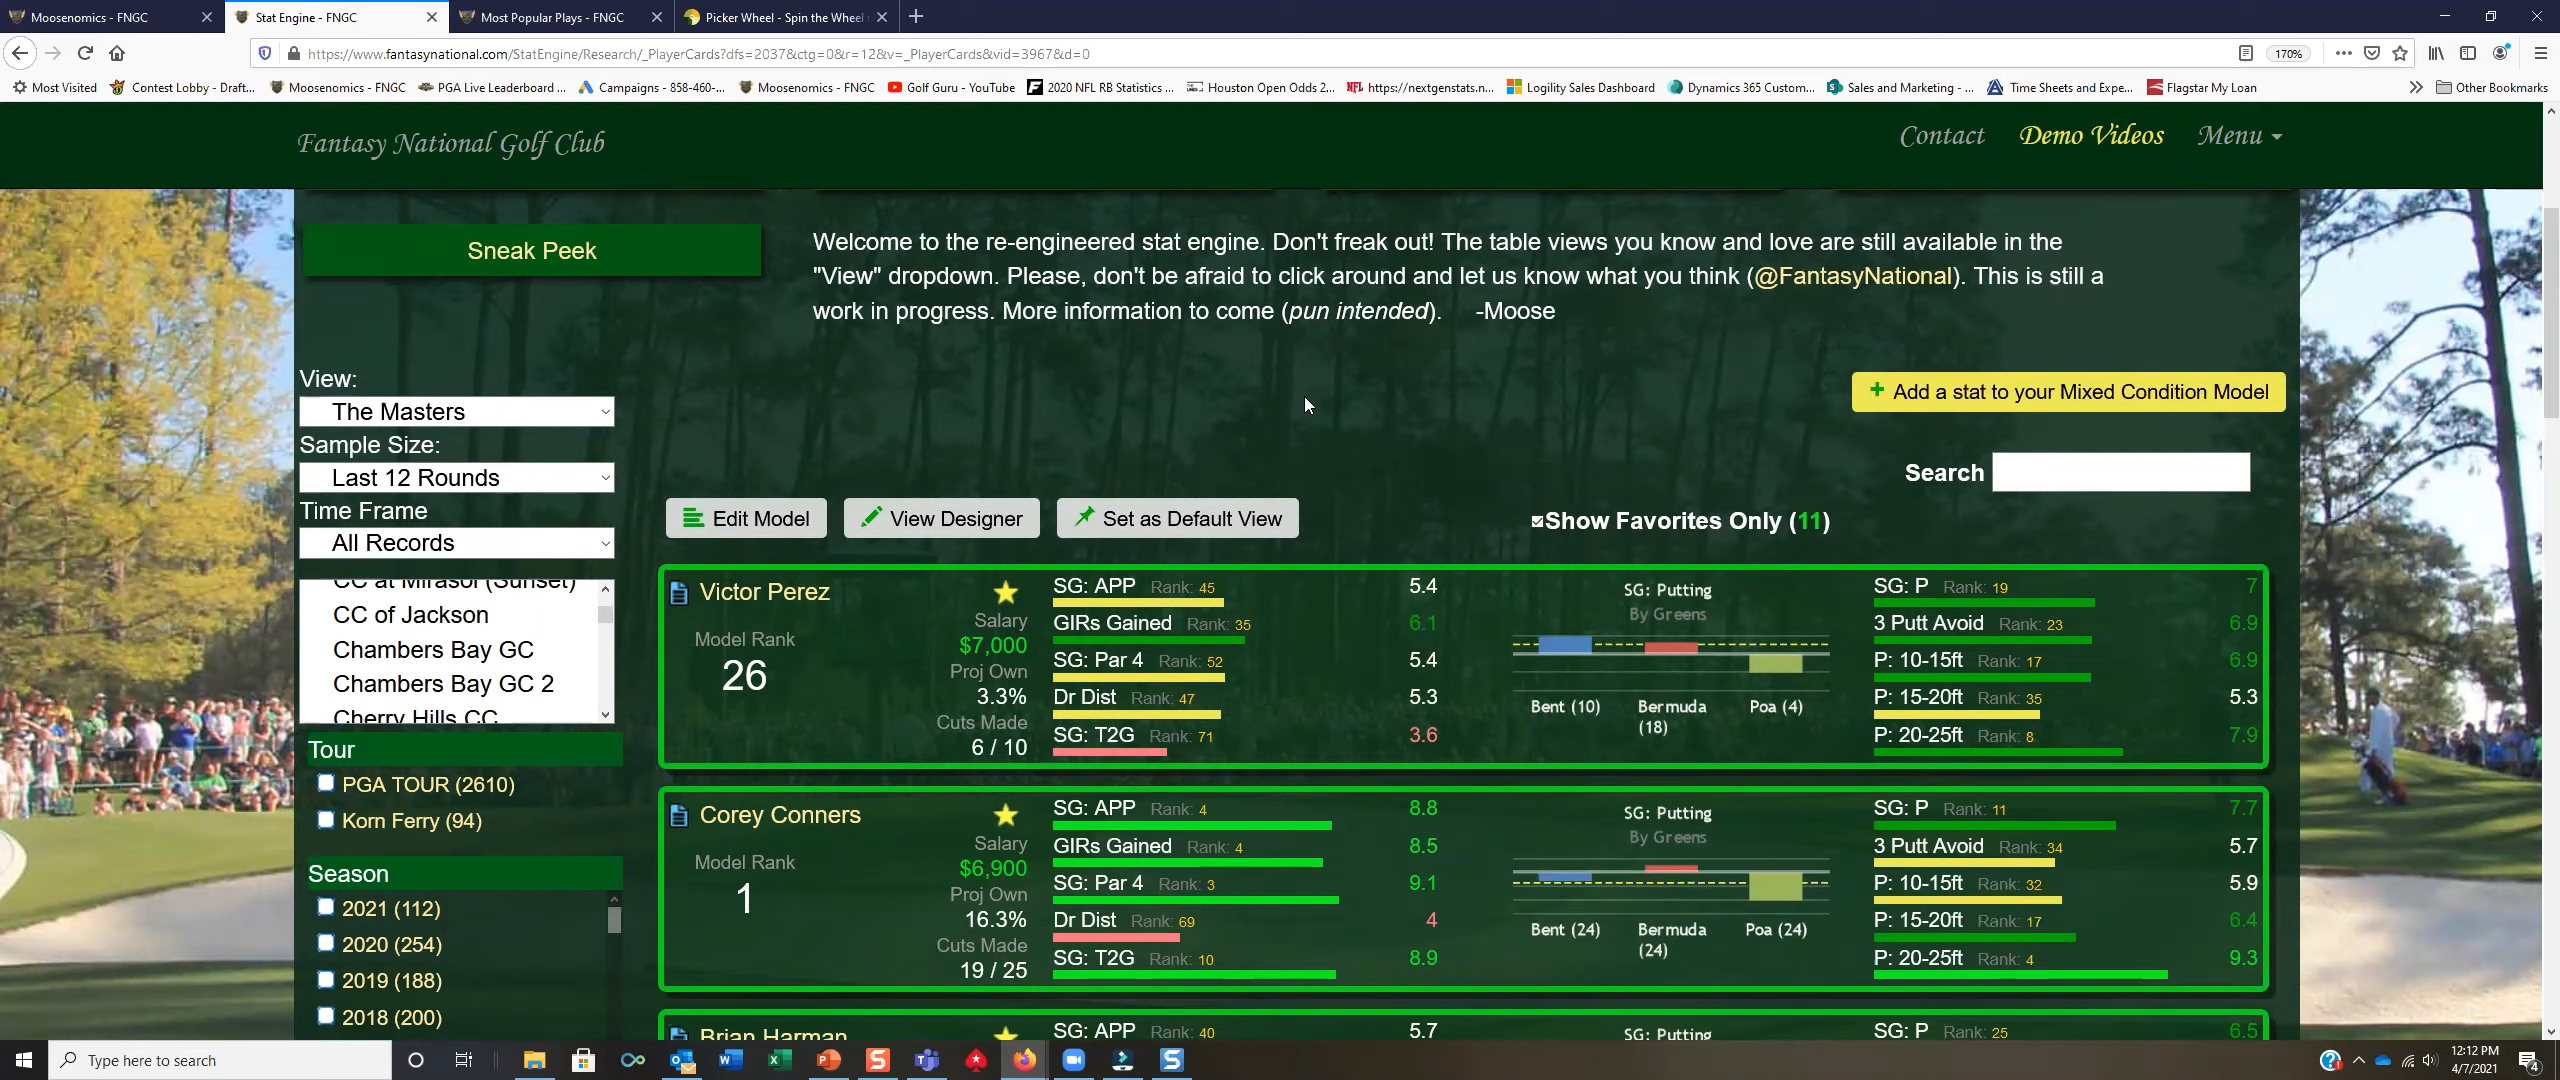 Moosenomics - FNGC
Stat Engine - FNGC
Most Popular Plays - FNGC
Picker Wheel - Spin the Wheel
https://www.fantasynational.com/StatEngine/Research/_PlayerCards?dfs=2037&ctg=0&r=12&v=_PlayerCards&vid=3967&d=0
170%
Most Visited
Contest Lobby - Draft...
Moosenomics - FNGC
PGA Live Leaderboard ...
Campaigns - 858-460-...
Moosenomics - FNGC
Golf Guru - YouTube
2020 NFL RB Statistics ...
Houston Open Odds 2...
https://nextgenstats.n...
Logility Sales Dashboard
Dynamics 365 Custom...
Sales and Marketing - ...
Time Sheets and Expe...
Flagstar My Loan
Other Bookmarks
Fantasy National Golf Club
Contact
Demo Videos
Menu
Sneak Peek
Welcome to the re-engineered stat engine. Don't freak out! The table views you know and love are still available in the
"View" dropdown. Please, don't be afraid to click around and let us know what you think (@FantasyNational). This is still a
work in progress. More information to come (pun intended). -Moose
View:
The Masters
Sample Size:
Last 12 Rounds
Time Frame
All Records
CC at Mirasol (Sunset)
CC of Jackson
Chambers Bay GC
Chambers Bay GC 2
Cherry Hills CC
Tour
PGA TOUR (2610)
Korn Ferry (94)
Season
2021 (112)
2020 (254)
2019 (188)
2018 (200)
+ Add a stat to your Mixed Condition Model
Search
Edit Model
View Designer
Set as Default View
Show Favorites Only (11)
Victor Perez
Model Rank
26
Salary
$7,000
Proj Own
3.3%
Cuts Made
6 / 10
SG: APP Rank: 45 5.4
GIRs Gained Rank: 35 6.1
SG: Par 4 Rank: 52 5.4
Dr Dist Rank: 47 5.3
SG: T2G Rank: 71 3.6
SG: Putting
By Greens
Bent (10)
Bermuda
(18)
Poa (4)
SG: P Rank: 19 7
3 Putt Avoid Rank: 23 6.9
P: 10-15ft Rank: 17 6.9
P: 15-20ft Rank: 35 5.3
P: 20-25ft Rank: 8 7.9
Corey Conners
Model Rank
1
Salary
$6,900
Proj Own
16.3%
Cuts Made
19 / 25
SG: APP Rank: 4 8.8
GIRs Gained Rank: 4 8.5
SG: Par 4 Rank: 3 9.1
Dr Dist Rank: 69 4
SG: T2G Rank: 10 8.9
SG: Putting
By Greens
Bent (24)
Bermuda
(24)
Poa (24)
SG: P Rank: 11 7.7
3 Putt Avoid Rank: 34 5.7
P: 10-15ft Rank: 32 5.9
P: 15-20ft Rank: 17 6.4
P: 20-25ft Rank: 4 9.3
Brian Harman
SG: APP Rank: 40 5.7
SG: Putting
SG: P Rank: 25 6.5
Type here to search
12:12 PM
4/7/2021
4